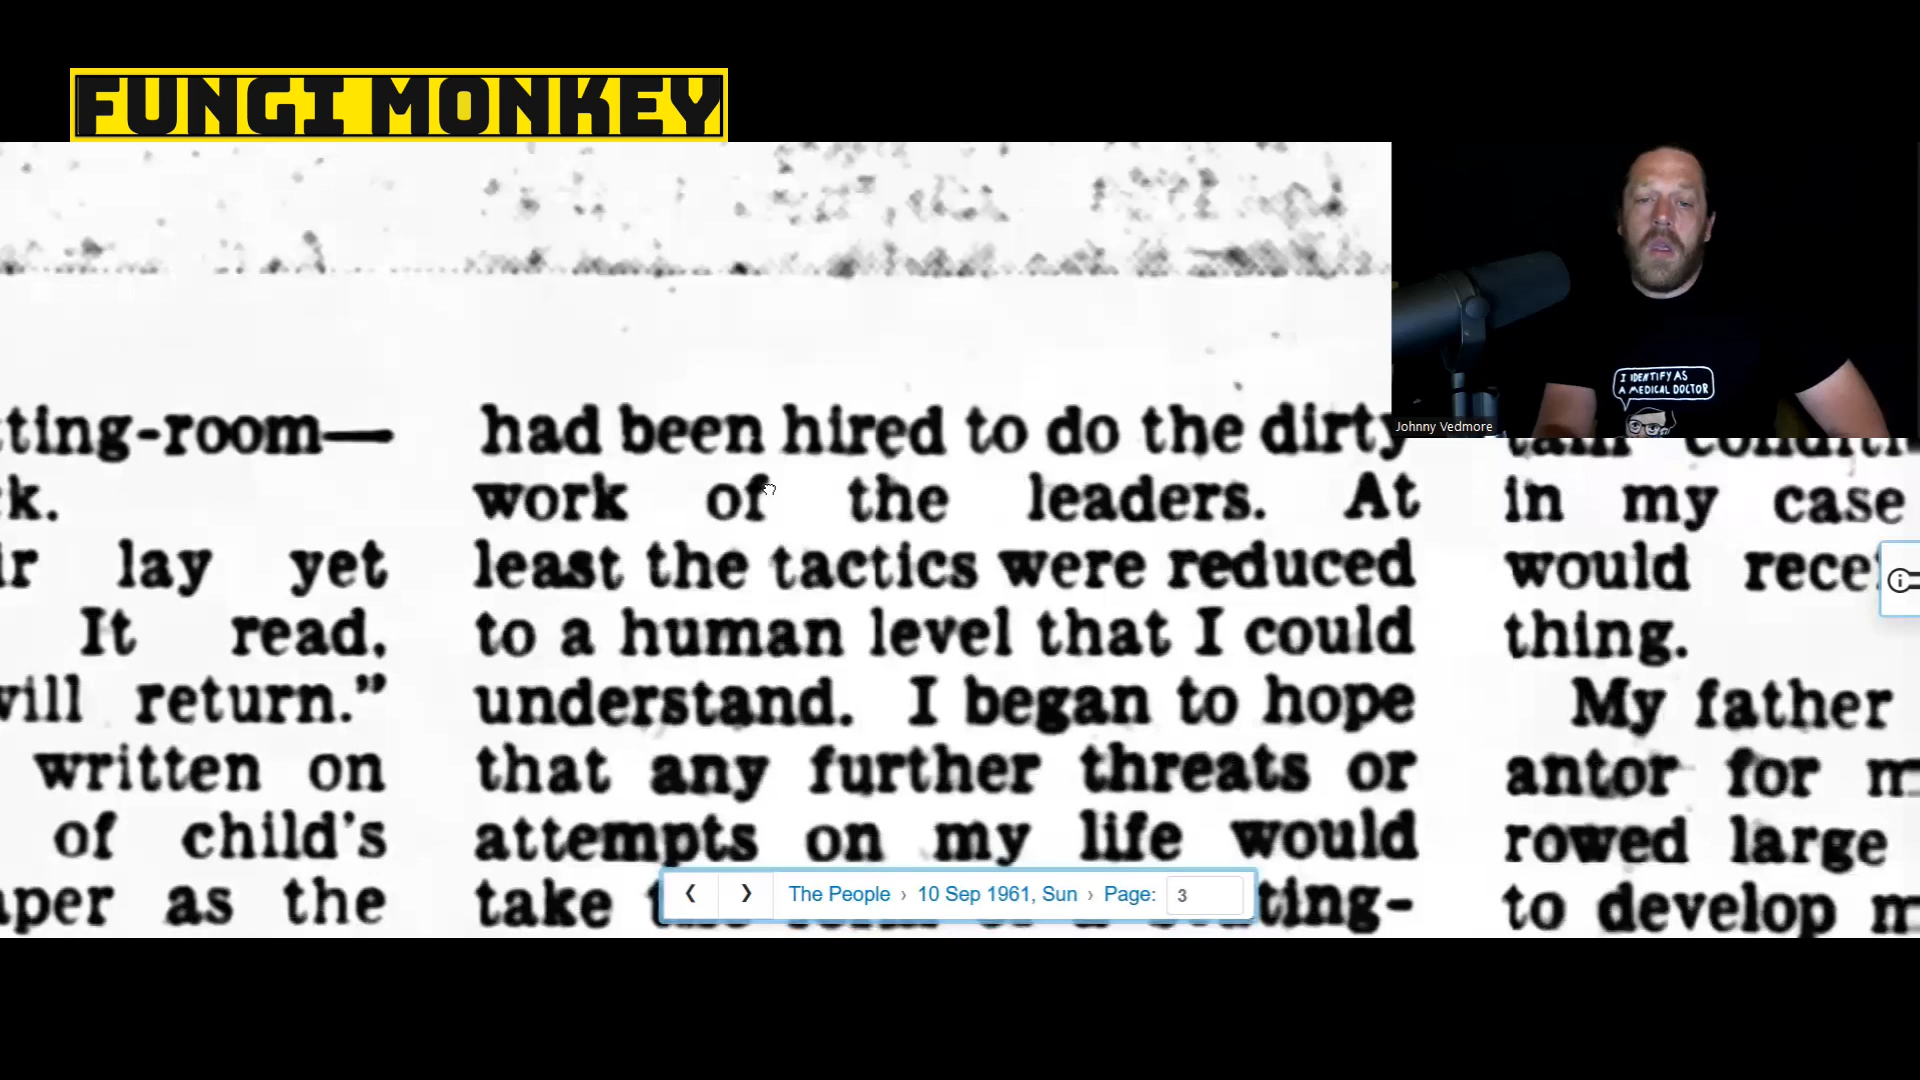 FUNGI MONKEY
I IDENTIFY AS
A MEDICAL DOCTOR
Johnny Vedmore
ting-room—
k.
lay yet
It read,
will return."
written on
of child's
as the
had been hired to do the dirty
work of the leaders. At
least the tactics were reduced
to a human level that I could
understand. I began to hope
that any further threats or
attempts on my life would
take
ting-
in my case
would
thing.
My father
antor for m
rowed large
to develop m
The People › 10 Sep 1961, Sun › Page: 3